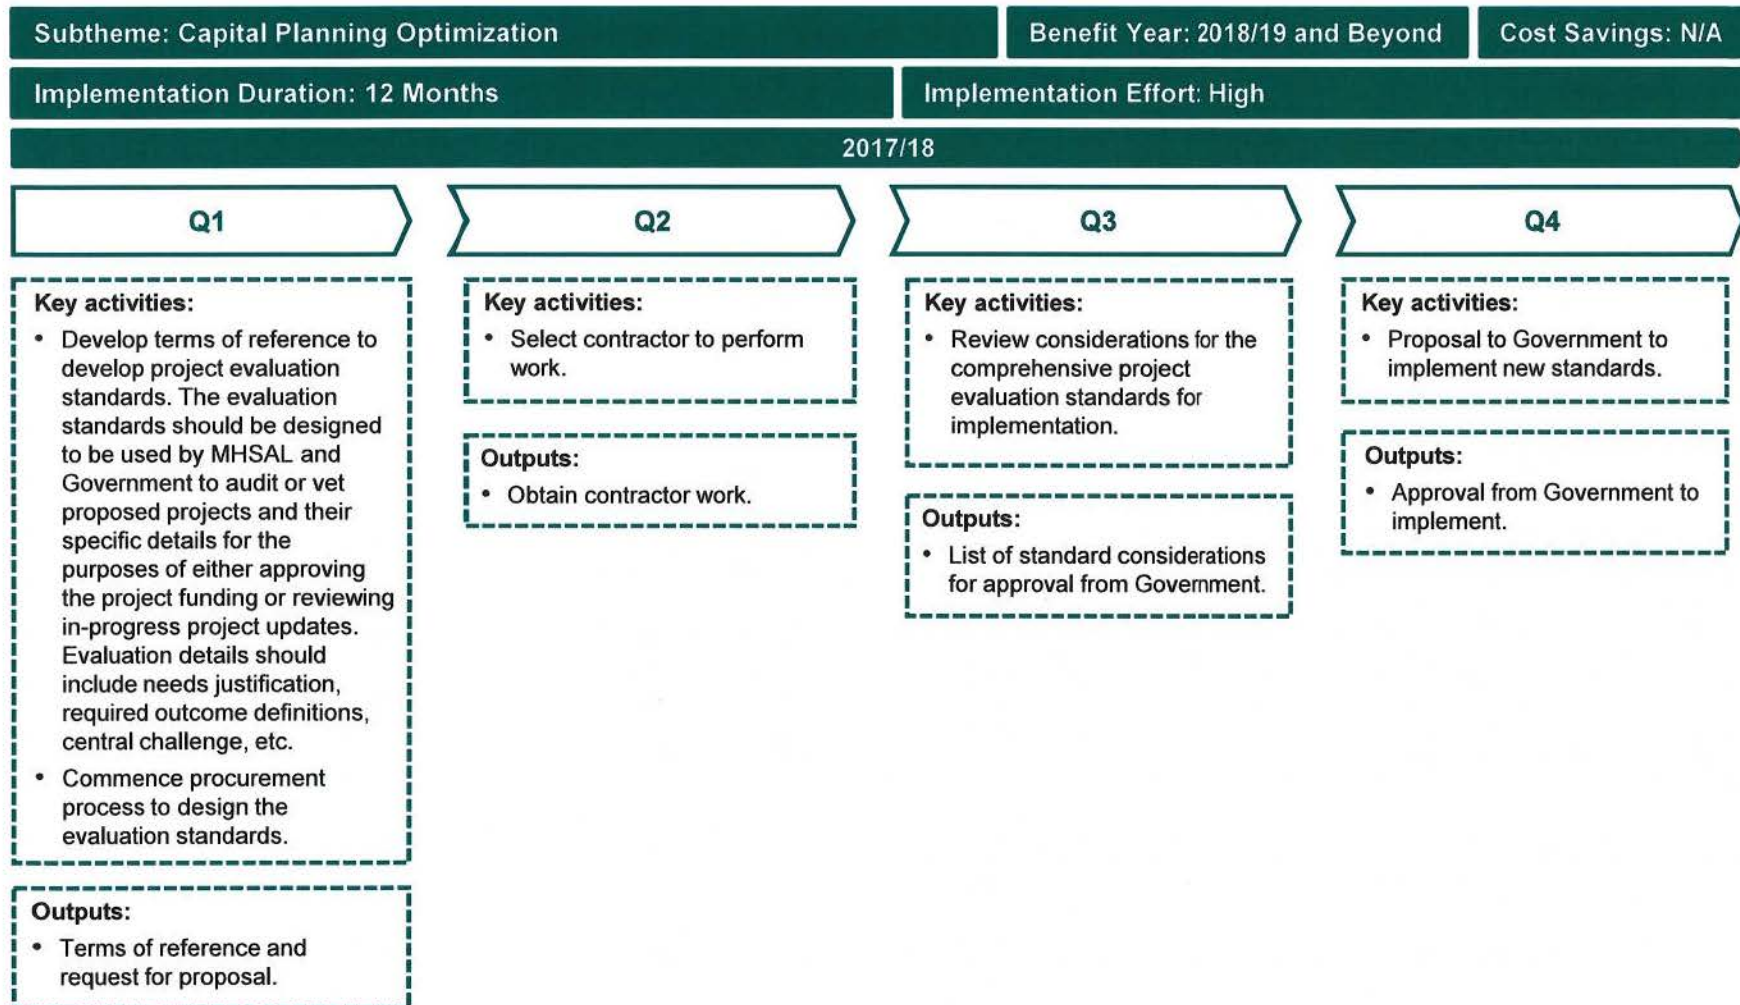 Subtheme: Capital Planning Optimization
Benefit Year: 2018/19 and Beyond
Cost Savings: N/A
Implementation Duration: 12 Months
Implementation Effort: High
2017/18
Q1
Key activities:
• Develop terms of reference to
develop project evaluation
standards. The evaluation
standards should be designed
to be used by MHSAL and
Government to audit or vet
proposed projects and their
specific details for the
purposes of either approving
the project funding or reviewing
in-progress project updates.
Evaluation details should
include needs justification,
required outcome definitions,
central challenge, etc.
• Commence procurement
process to design the
evaluation standards.
Outputs:
• Terms of reference and
request for proposal.
Q2
Key activities:
• Select contractor to perform
work.
Outputs:
• Obtain contractor work.
Q3
Key activities:
• Review considerations for the
comprehensive project
evaluation standards for
implementation.
Outputs:
• List of standard considerations
for approval from Government.
Q4
Key activities:
• Proposal to Government to
implement new standards.
Outputs:
• Approval from Government to
implement.